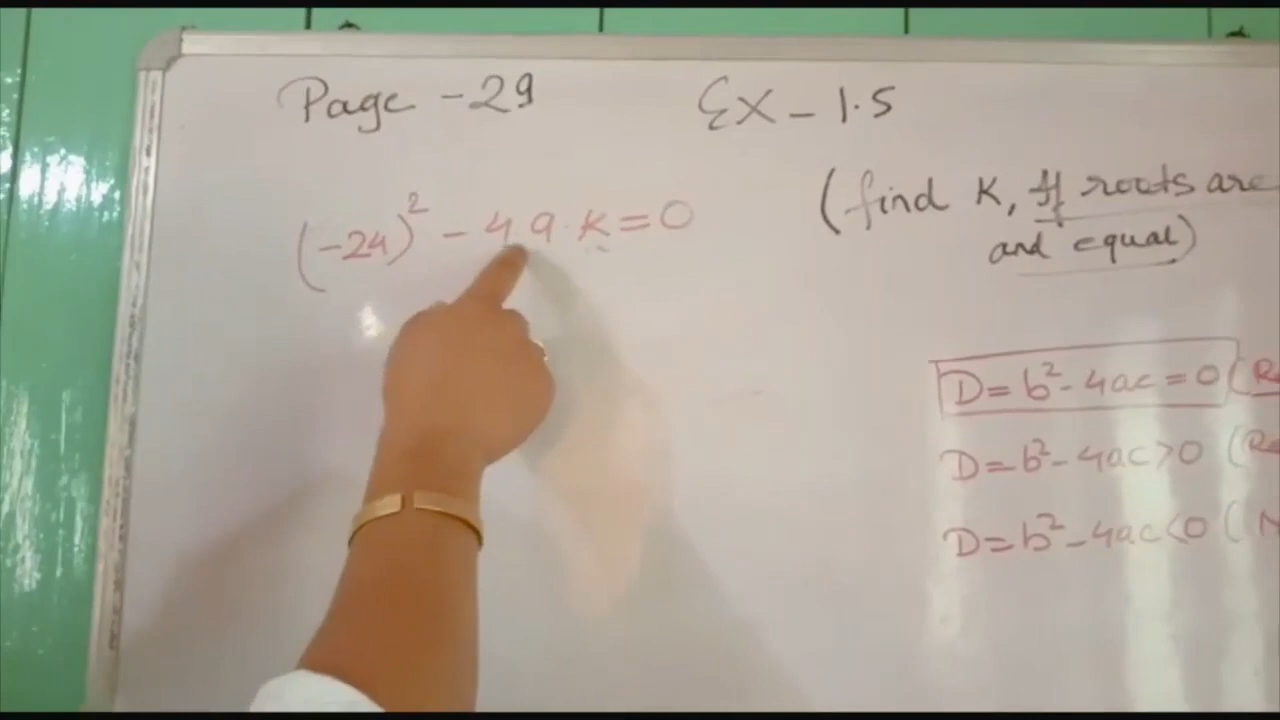 Page - 29
Ex - 1.5
(-24)² - 4 9 · k = 0
(find K, if roots are
and equal)
D = b² - 4ac = 0 (
D = b² - 4ac > 0 (
D = b² - 4ac < 0 (